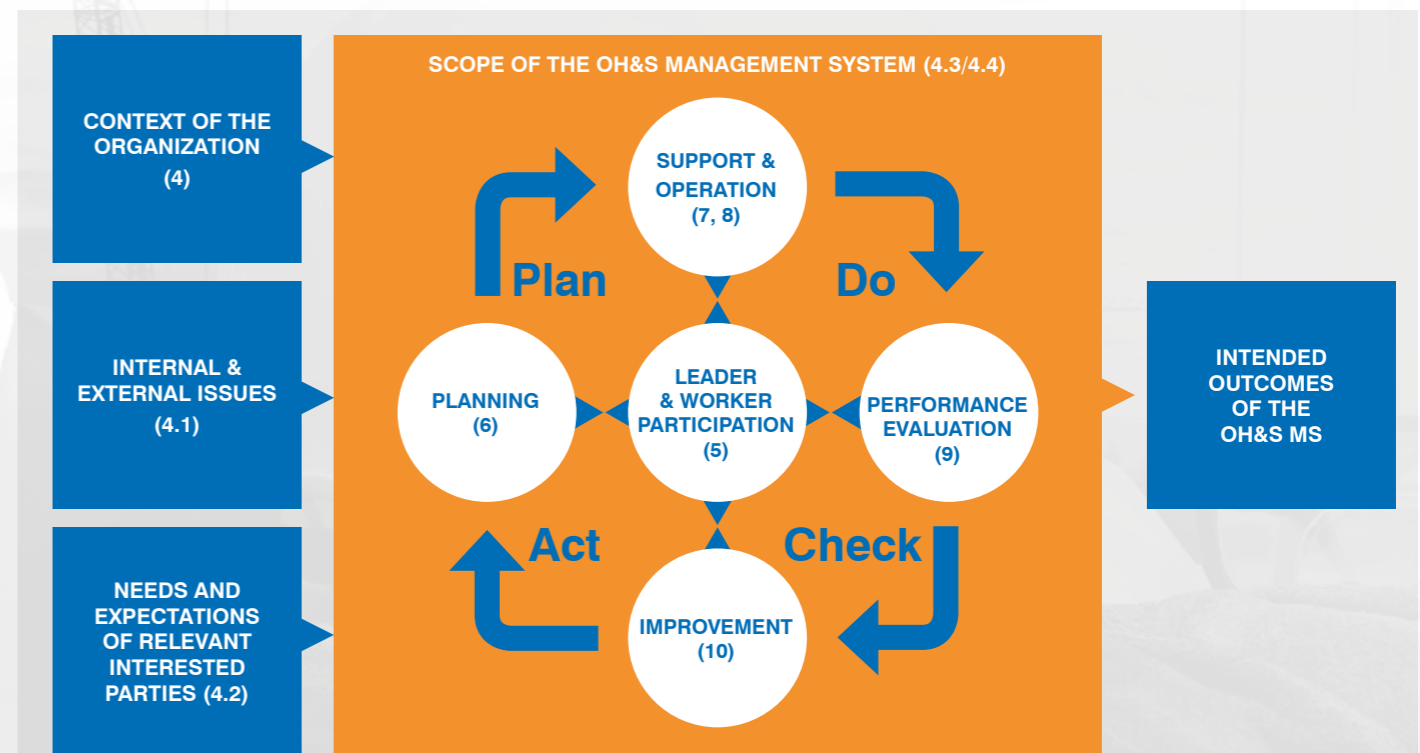 CONTEXT OF THE
ORGANIZATION
(4)
INTERNAL &
EXTERNAL ISSUES
(4.1)
NEEDS AND
EXPECTATIONS
OF RELEVANT
INTERESTED
PARTIES (4.2)
SCOPE OF THE OH&S MANAGEMENT SYSTEM (4.3/4.4)
SUPPORT &
OPERATION
(7, 8)
Plan
Do
PLANNING
(6)
LEADER
& WORKER
PARTICIPATION
(5)
PERFORMANCE
EVALUATION
(9)
Act
Check
IMPROVEMENT
(10)
INTENDED
OUTCOMES
OF THE
OH&S MS